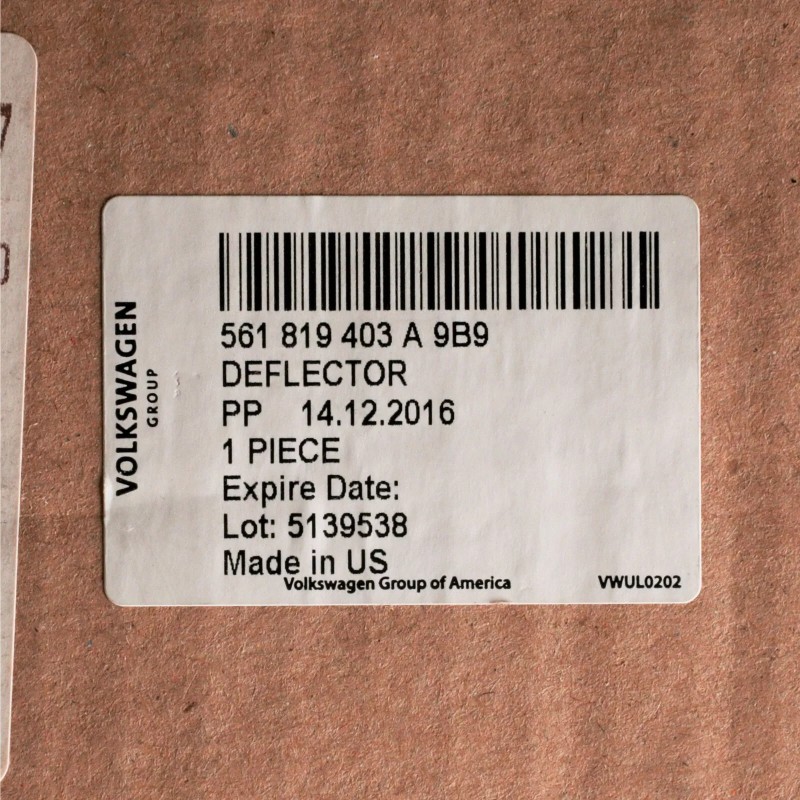 VOLKSWAGEN
GROUP
561 819 403 A 9B9
DEFLECTOR
PP 14.12.2016
1 PIECE
Expire Date:
Lot: 5139538
Made in US
Volkswagen Group of America
VWUL0202
7